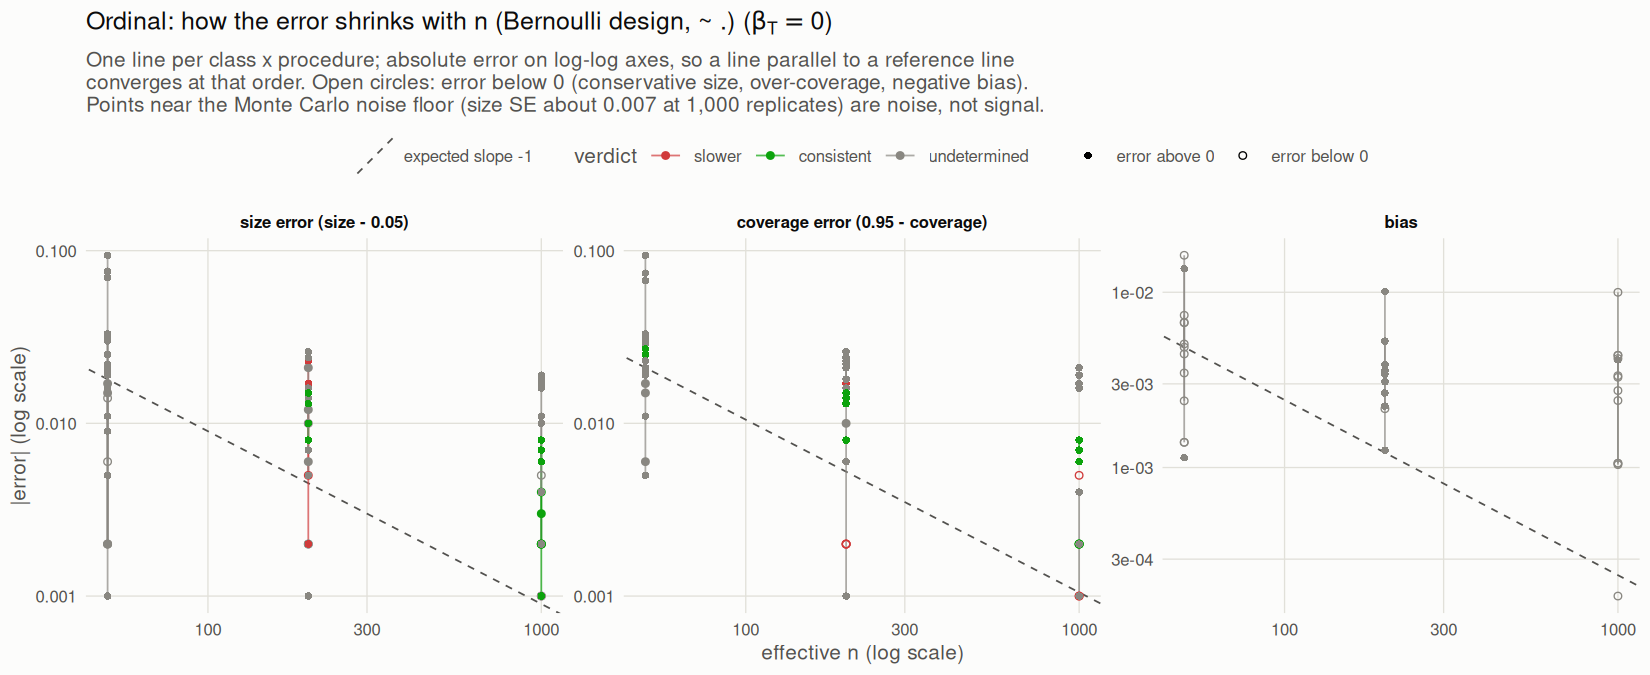 Ordinal: how the error shrinks with n (Bernoulli design, ~ .) (βT = 0)
One line per class x procedure; absolute error on log-log axes, so a line parallel to a reference line
converges at that order. Open circles: error below 0 (conservative size, over-coverage, negative bias).
Points near the Monte Carlo noise floor (size SE about 0.007 at 1,000 replicates) are noise, not signal.
expected slope -1 verdict slower consistent undetermined error above 0 error below 0
size error (size - 0.05) coverage error (0.95 - coverage) bias
|error| (log scale)
0.100
0.010
0.001
100 300 1000
0.100
0.010
0.001
100 300 1000
1e-02
3e-03
1e-03
3e-04
100 300 1000
effective n (log scale)